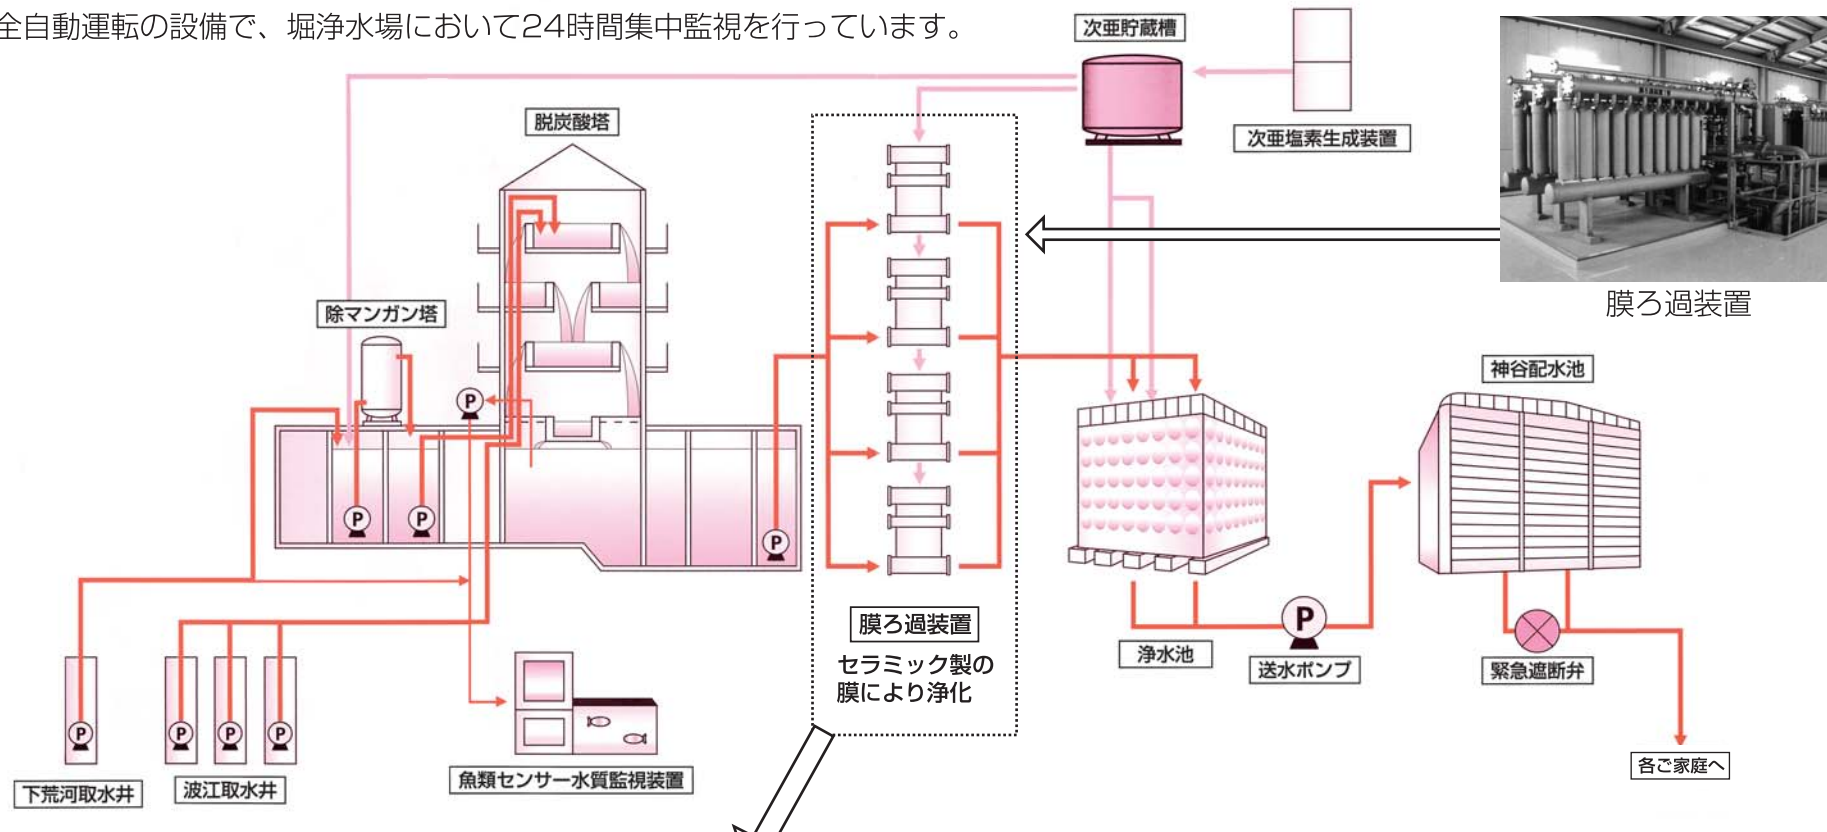 全自動運転の設備で、堀浄水場において24時間集中監視を行っています。
次亜貯蔵槽
次亜塩素生成装置
脱炭酸塔
膜ろ過装置
除マンガン塔
神谷配水池
P
P
P
P
膜ろ過装置
セラミック製の
膜により浄化
P
浄水池
送水ポンプ
緊急遮断弁
P
P
P
P
各ご家庭へ
下荒河取水井
波江取水井
魚類センサー水質監視装置